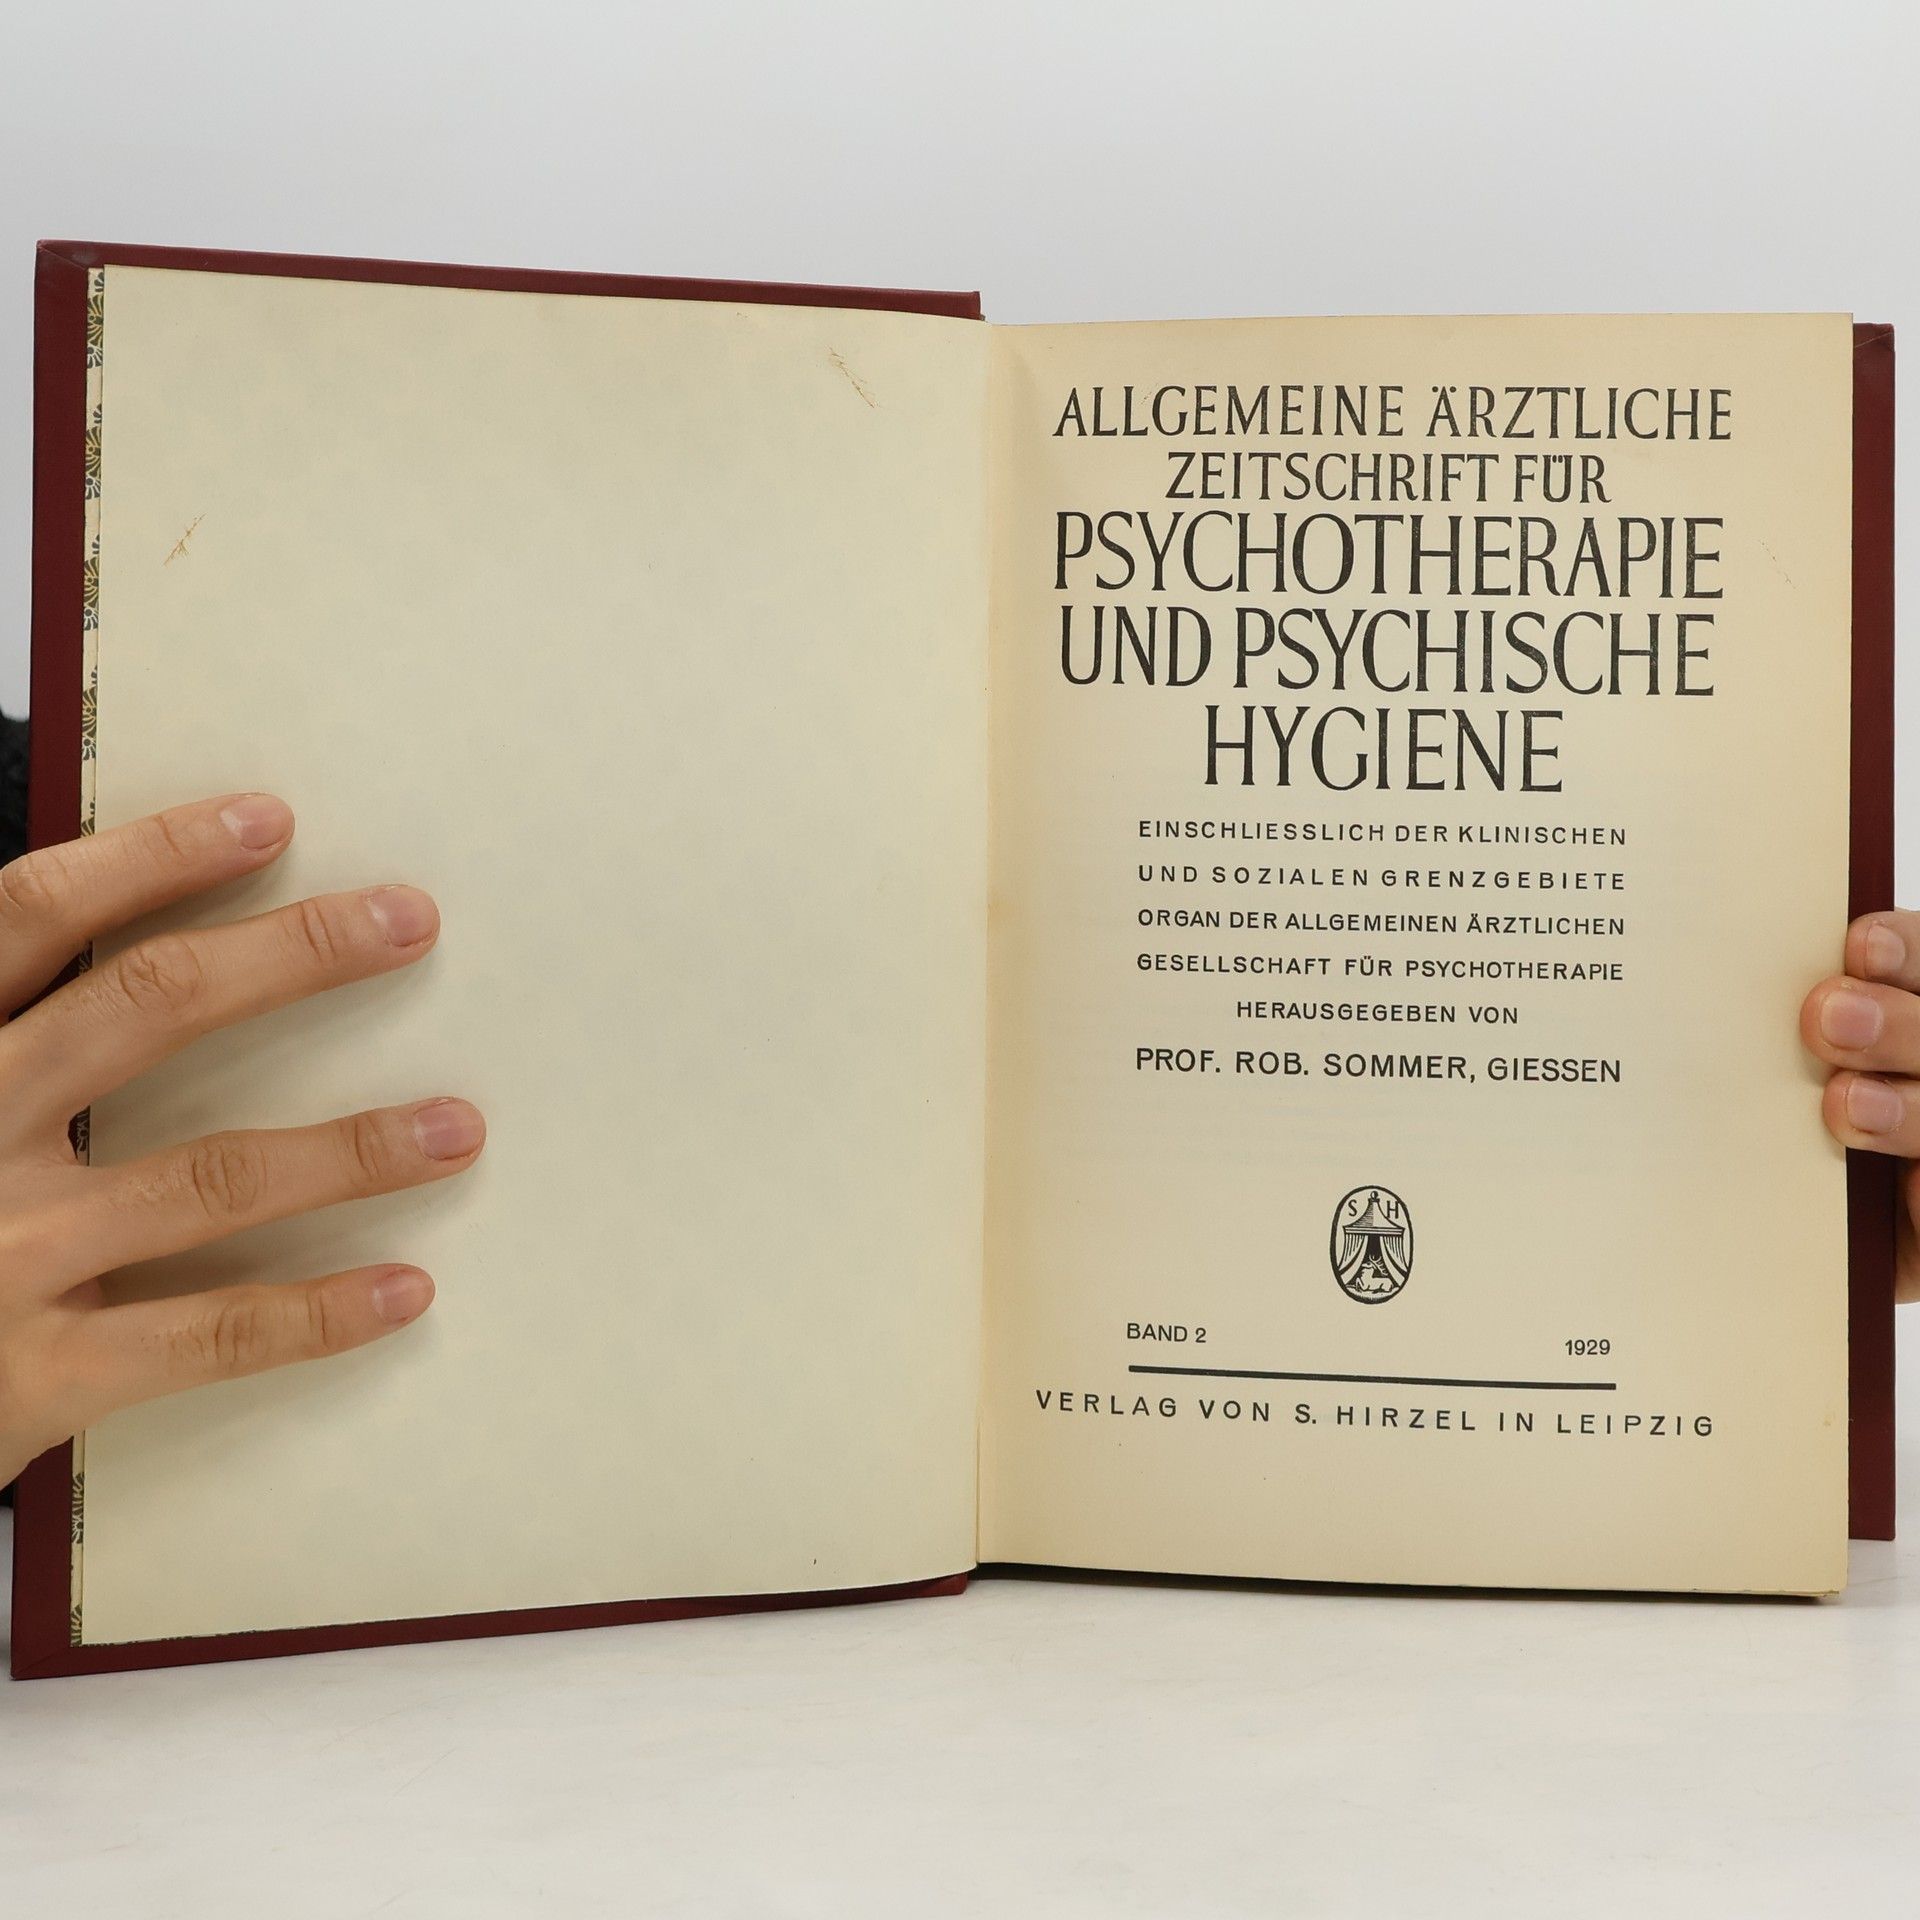 ALLGEMEINE ÄRZTLICHE
ZEITSCHRIFT FÜR
PSYCHOTHERAPIE
UND PSYCHISCHE
HYGIENE
EINSCHLIESSLICH DER KLINISCHEN
UND SOZIALEN GRENZGEBIETE
ORGAN DER ALLGEMEINEN ÄRZTLICHEN
GESELLSCHAFT FÜR PSYCHOTHERAPIE
HERAUSGEGEBEN VON
PROF. ROB. SOMMER, GIESSEN
S H
BAND 2 1929
VERLAG VON S. HIRZEL IN LEIPZIG